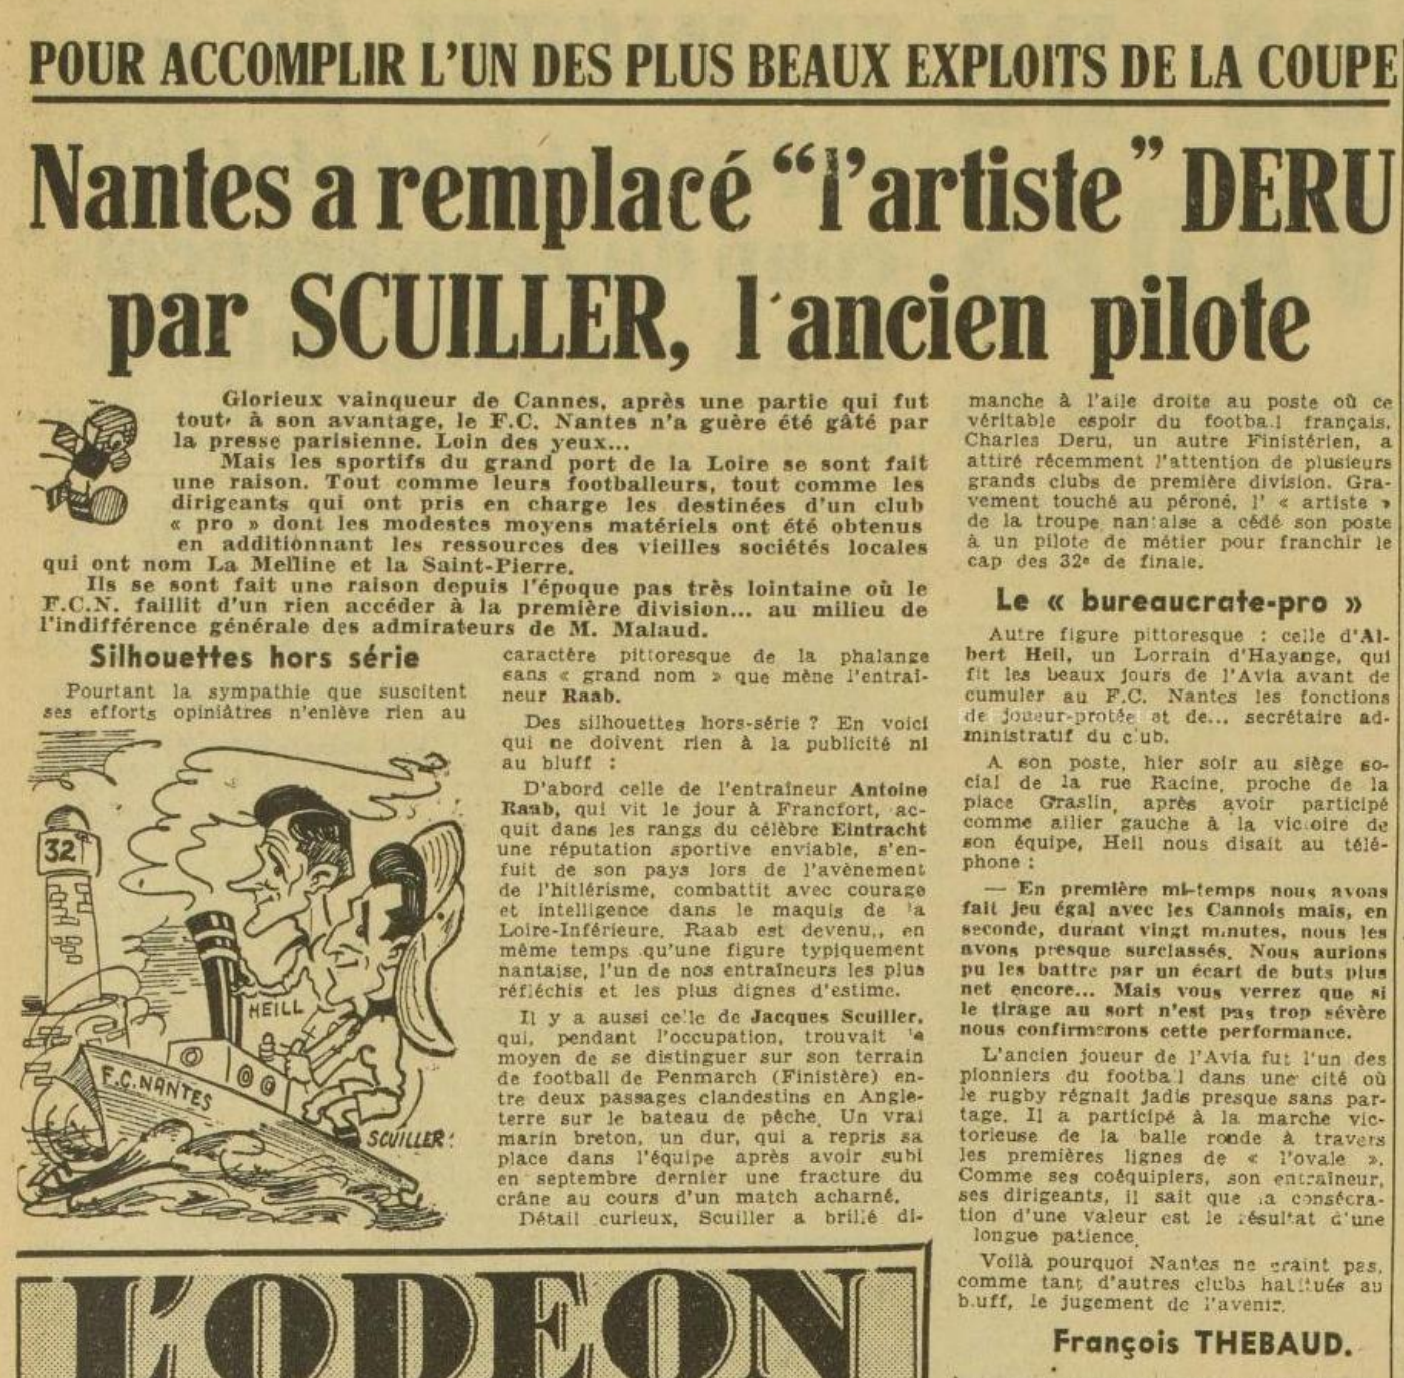 POUR ACCOMPLIR L'UN DES PLUS BEAUX EXPLOITS DE LA COUPE
Nantes a remplacé "l'artiste" DERU
par SCUILLER, l'ancien pilote
Glorieux vainqueur de Cannes, après une partie qui fut
tout à son avantage, le F.C. Nantes n'a guère été gâté par
la presse parisienne. Loin des yeux...
Mais les sportifs du grand port de la Loire se sont fait
une raison. Tout comme leurs footballeurs, tout comme les
dirigeants qui ont pris en charge les destinées d'un club
« pro » dont les modestes moyens matériels ont été obtenus
en additionnant les ressources des vieilles sociétés locales
qui ont nom La Melline et la Saint-Pierre.
Ils se sont fait une raison depuis l'époque pas très lointaine où le
F.C.N. faillit d'un rien accéder à la première division... au milieu de
l'indifférence générale des admirateurs de M. Malaud.
Silhouettes hors série
Pourtant la sympathie que suscitent
ses efforts opiniâtres n'enlève rien au
32
HEILL
F.C. NANTES
SCUILLER
caractère pittoresque de la phalange
sans « grand nom » que mène l'entraî-
neur Raab.
Des silhouettes hors-série ? En voici
qui ne doivent rien à la publicité ni
au bluff :
D'abord celle de l'entraîneur Antoine
Raab, qui vit le jour à Francfort, ac-
quit dans les rangs du célèbre Eintracht
une réputation sportive enviable, s'en-
fuit de son pays lors de l'avènement
de l'hitlérisme, combattit avec courage
et intelligence dans le maquis de la
Loire-Inférieure. Raab est devenu, en
même temps qu'une figure typiquement
nantaise, l'un de nos entraîneurs les plus
réfléchis et les plus dignes d'estime.
Il y a aussi celle de Jacques Scuiller,
qui, pendant l'occupation, trouvait le
moyen de se distinguer sur son terrain
de football de Penmarch (Finistère) en-
tre deux passages clandestins en Angle-
terre sur le bateau de pêche. Un vrai
marin breton, un dur, qui a repris sa
place dans l'équipe après avoir subi
en septembre dernier une fracture du
crâne au cours d'un match acharné.
Détail curieux, Scuiller a brillé di-
manche à l'aile droite au poste où ce
véritable espoir du football français,
Charles Deru, un autre Finistérien, a
attiré récemment l'attention de plusieurs
grands clubs de première division. Gra-
vement touché au péroné, l' « artiste »
de la troupe nantaise a cédé son poste
à un pilote de métier pour franchir le
cap des 32e de finale.
Le « bureaucrate-pro »
Autre figure pittoresque : celle d'Al-
bert Heil, un Lorrain d'Hayange, qui
fit les beaux jours de l'Avia avant de
cumuler au F.C. Nantes les fonctions
de joueur-protée et de... secrétaire ad-
ministratif du club.
A son poste, hier soir au siège so-
cial de la rue Racine, proche de la
place Graslin, après avoir participé
comme ailier gauche à la victoire de
son équipe, Heil nous disait au télé-
phone :
— En première mi-temps nous avons
fait jeu égal avec les Cannois mais, en
seconde, durant vingt minutes, nous les
avons presque surclassés. Nous aurions
pu les battre par un écart de buts plus
net encore... Mais vous verrez que si
le tirage au sort n'est pas trop sévère
nous confirmerons cette performance.
L'ancien joueur de l'Avia fut l'un des
pionniers du football dans une cité où
le rugby régnait jadis presque sans par-
tage. Il a participé à la marche vic-
torieuse de la balle ronde à travers
les premières lignes de « l'ovale ».
Comme ses coéquipiers, son entraîneur,
ses dirigeants, il sait que la consécra-
tion d'une valeur est le résultat d'une
longue patience.
Voilà pourquoi Nantes ne craint pas,
comme tant d'autres clubs habitués au
bluff, le jugement de l'avenir.
François THEBAUD.
L'ODEON